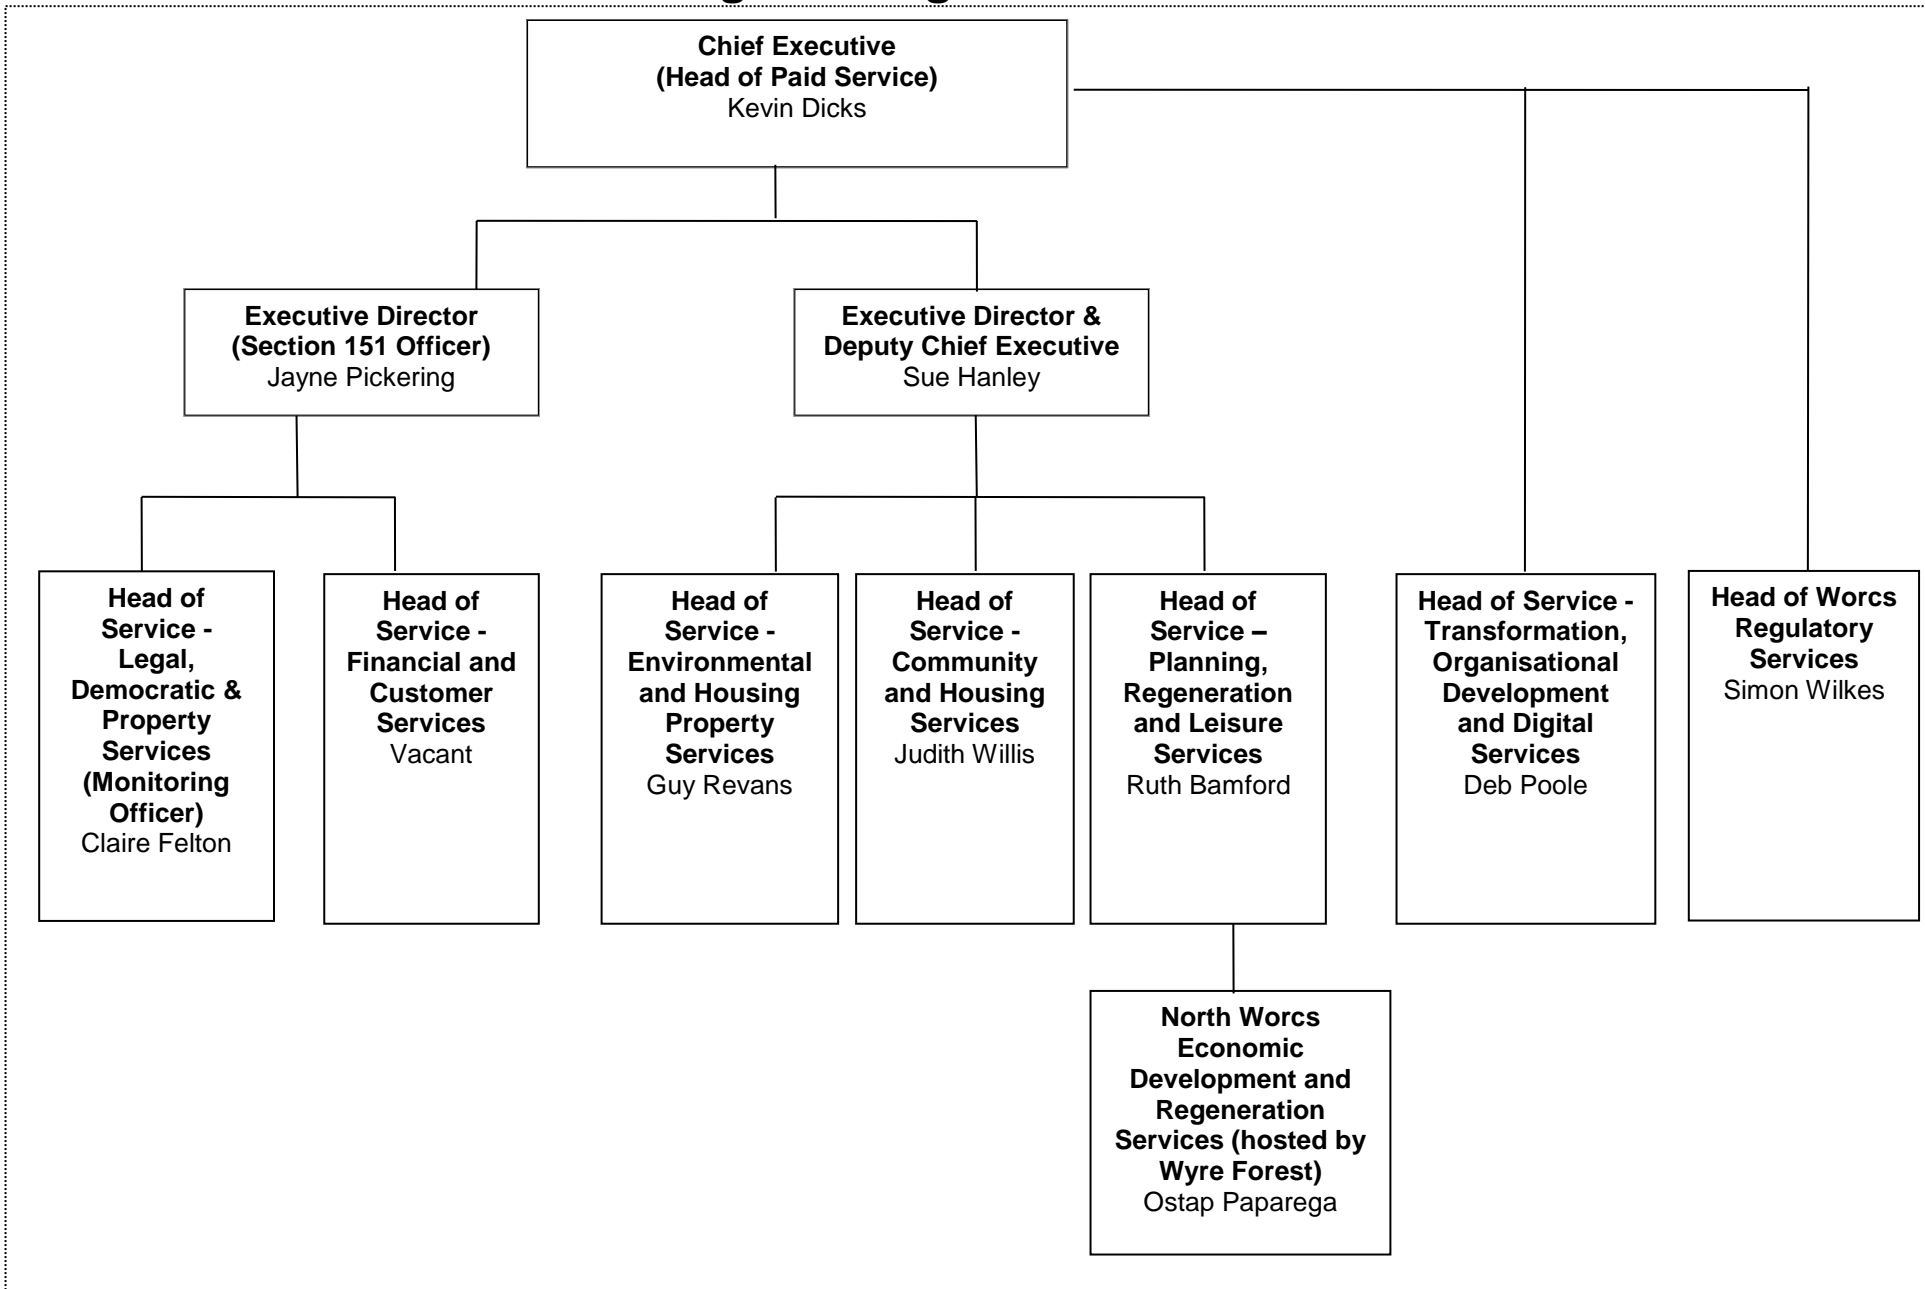 Chief Executive
(Head of Paid Service)
Kevin Dicks
Executive Director
(Section 151 Officer)
Jayne Pickering
Executive Director &
Deputy Chief Executive
Sue Hanley
Head of
Service -
Legal,
Democratic &
Property
Services
(Monitoring
Officer)
Claire Felton
Head of
Service -
Financial and
Customer
Services
Vacant
Head of
Service -
Environmental
and Housing
Property
Services
Guy Revans
Head of
Service -
Community
and Housing
Services
Judith Willis
Head of
Service –
Planning,
Regeneration
and Leisure
Services
Ruth Bamford
Head of Service -
Transformation,
Organisational
Development
and Digital
Services
Deb Poole
Head of Worcs
Regulatory
Services
Simon Wilkes
North Worcs
Economic
Development and
Regeneration
Services (hosted by
Wyre Forest)
Ostap Paparega